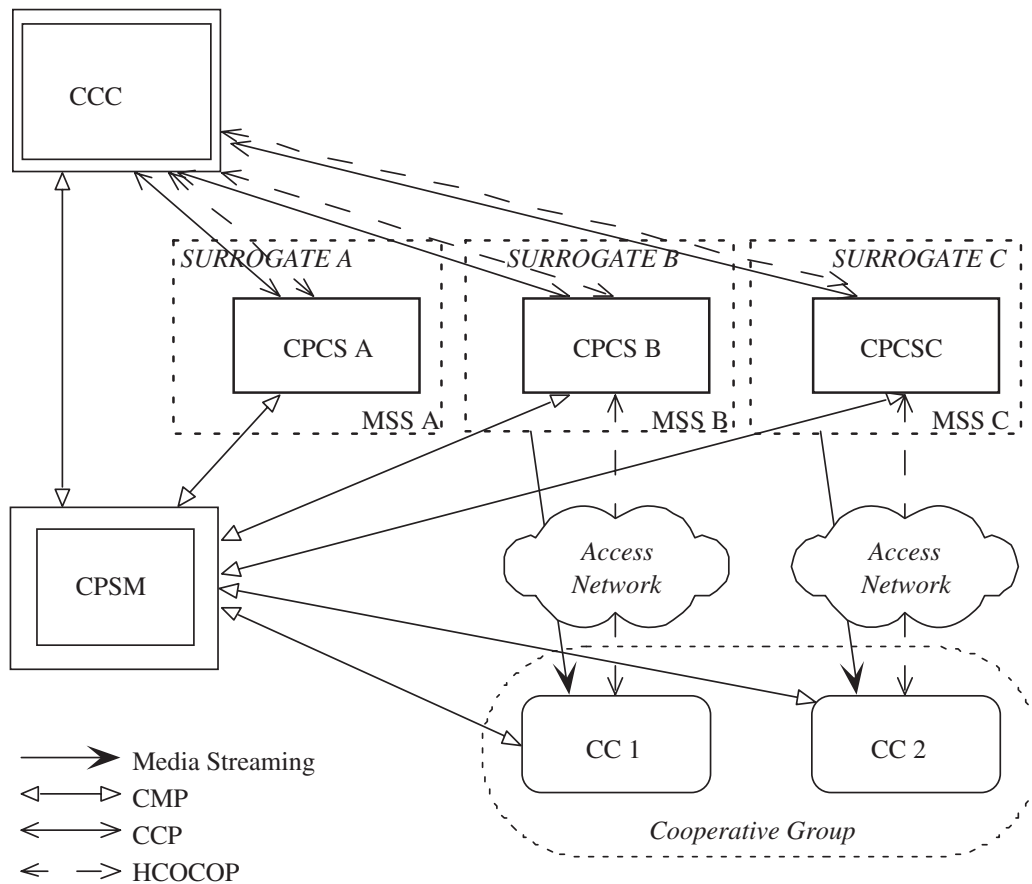 CCC
SURROGATE A
SURROGATE B
SURROGATE C
CPCS A
CPCS B
CPCSC
MSS A
MSS B
MSS C
Access
Network
Access
Network
CPSM
CC 1
CC 2
Cooperative Group
Media Streaming
CMP
CCP
HCOCOP